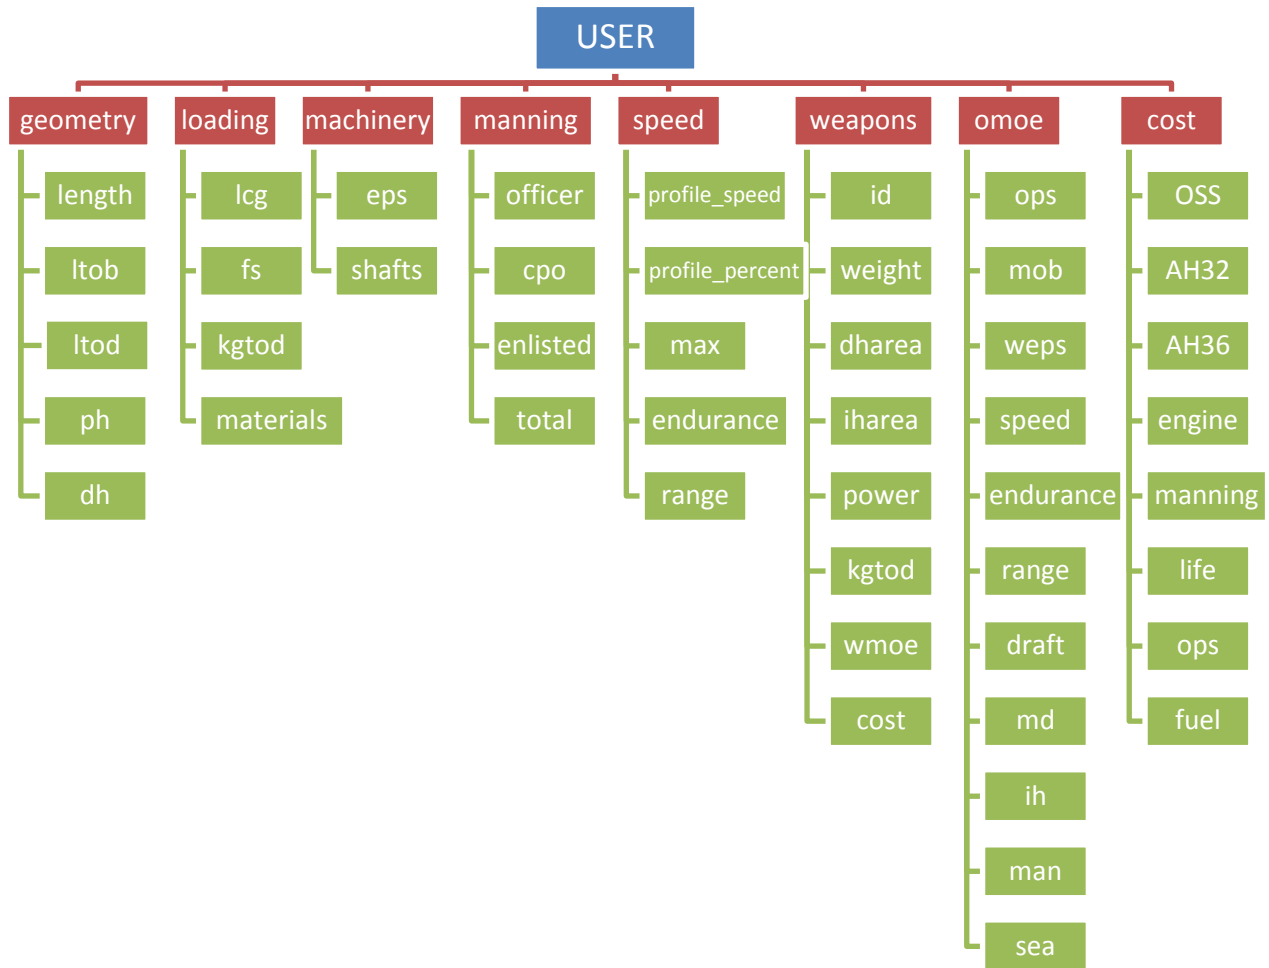 USER
geometry
length
ltob
ltod
ph
dh
loading
lcg
fs
kgtod
materials
machinery
eps
shafts
manning
officer
cpo
enlisted
total
speed
profile_speed
profile_percent
max
endurance
range
weapons
id
weight
dharea
iharea
power
kgtod
wmoe
cost
omoe
ops
mob
weps
speed
endurance
range
draft
md
ih
man
sea
cost
OSS
AH32
AH36
engine
manning
life
ops
fuel